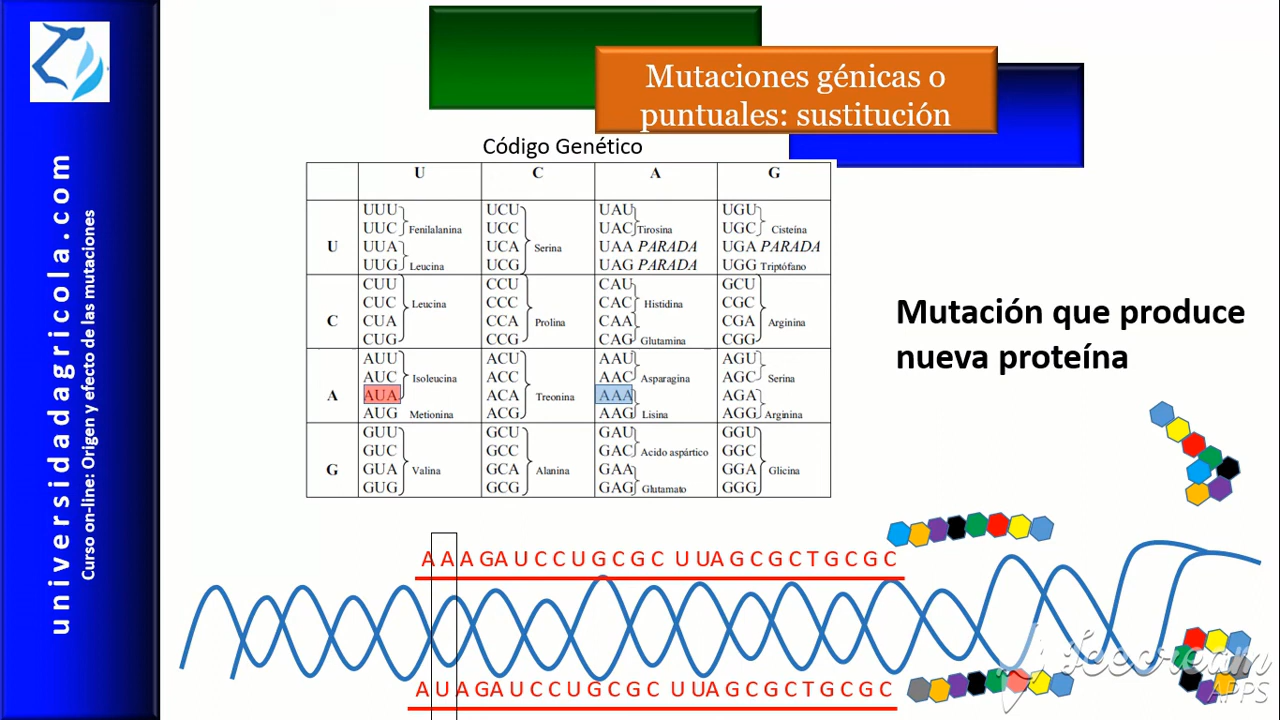 universidadagricola.com
Curso on-line: Origen y efecto de las mutaciones
Mutaciones génicas o
puntuales: sustitución
Código Genético
U C A G
U
UUU
UUC
Fenilalanina
UUA
UUG
Leucina
UCU
UCC
UCA
UCG
Serina
UAU
UAC
Tirosina
UAA PARADA
UAG PARADA
UGU
UGC
Cisteína
UGA PARADA
UGG Triptófano
C
CUU
CUC
CUA
CUG
Leucina
CCU
CCC
CCA
CCG
Prolina
CAU
CAC
Histidina
CAA
CAG
Glutamina
GCU
CGC
CGA
CGG
Arginina
A
AUU
AUC
AUA
Isoleucina
AUG Metionina
ACU
ACC
ACA
ACG
Treonina
AAU
AAC
Asparagina
AAA
AAG
Lisina
AGU
AGC
Serina
AGA
AGG
Arginina
G
GUU
GUC
GUA
GUG
Valina
GCU
GCC
GCA
GCG
Alanina
GAU
GAC
Acido aspártico
GAA
GAG
Glutamato
GGU
GGC
GGA
GGG
Glicina
Mutación que produce
nueva proteína
A A A GA U C C U G C G C U UA G C G C T G C G C
A U A GA U C C U G C G C U UA G C G C T G C G C
Icecream
APPS